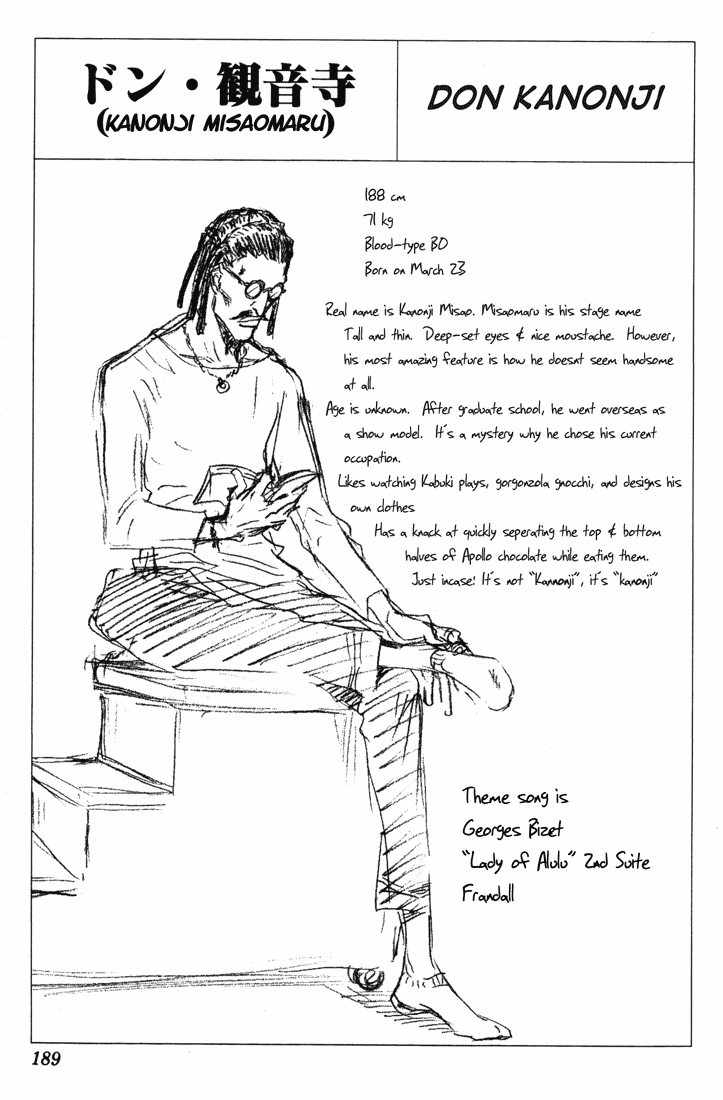 ドン・観音寺
(KANONJI MISAOMARU)
DON KANONJI
188 cm
71 kg
Blood-type BO
Born on March 23
Real name is Kanonji Misao. Misaomaru is his stage name
Tall and thin. Deep-set eyes & nice moustache. However,
his most amazing feature is how he doesnt seem handsome
at all.
Age is unknown. After graduate school, he went overseas as
a show model. It's a mystery why he chose his current
occupation.
Likes watching Kabuki plays, gorgonzola gnocchi, and designs his
own clothes
Has a knack at quickly seperating the top & bottom
halves of Apollo chocolate while eating them.
Just incase! It's not "Kannonji", it's "kanonji"
Theme song is
Georges Bizet
"Lady of Alulu" 2nd Suite
Frandall
189